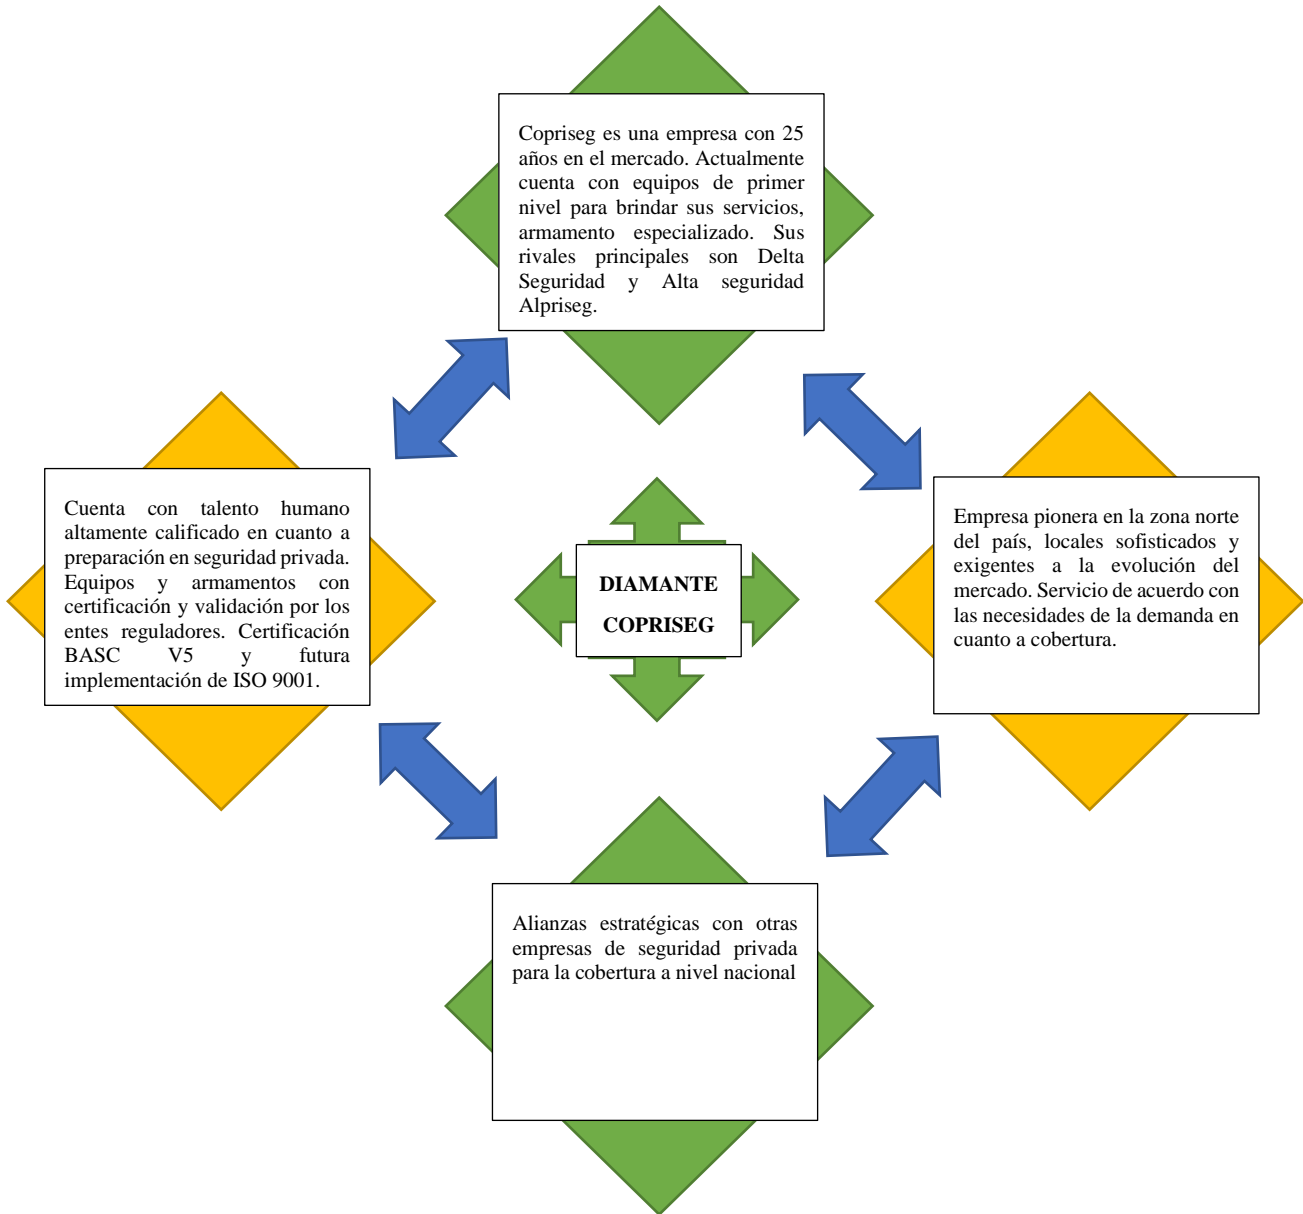 Copriseg es una empresa con 25
años en el mercado. Actualmente
cuenta con equipos de primer
nivel para brindar sus servicios,
armamento especializado. Sus
rivales principales son Delta
Seguridad y Alta seguridad
Alpriseg.
Cuenta con talento humano
altamente calificado en cuanto a
preparación en seguridad privada.
Equipos y armamentos con
certificación y validación por los
entes reguladores. Certificación
BASC V5 y futura
implementación de ISO 9001.
DIAMANTE
COPRISEG
Empresa pionera en la zona norte
del país, locales sofisticados y
exigentes a la evolución del
mercado. Servicio de acuerdo con
las necesidades de la demanda en
cuanto a cobertura.
Alianzas estratégicas con otras
empresas de seguridad privada
para la cobertura a nivel nacional